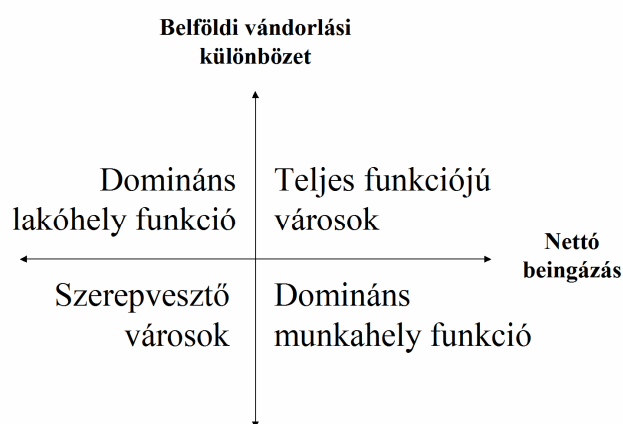 Belföldi vándorlási
különbözet
Domináns
lakóhely funkció
Teljes funkciójú
városok
Nettó
beingázás
Szerepvesztő
városok
Domináns
munkahely funkció